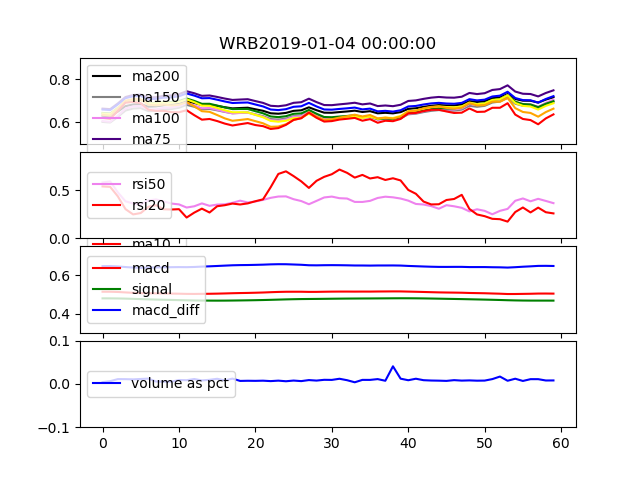 WRB2019-01-04 00:00:00
0.8
0.6
ma200
ma150
ma100
ma75
0.5
0.0
rsi50
rsi20
ma10
0.6
0.4
macd
signal
macd_diff
0.1
0.0
−0.1
volume as pct
0 10 20 30 40 50 60